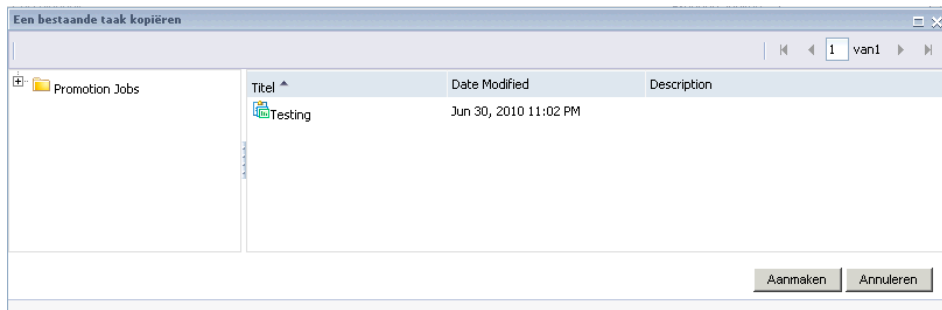 Een bestaande taak kopiëren
1 van1
Promotion Jobs
Titel Date Modified Description
Testing Jun 30, 2010 11:02 PM
Aanmaken Annuleren